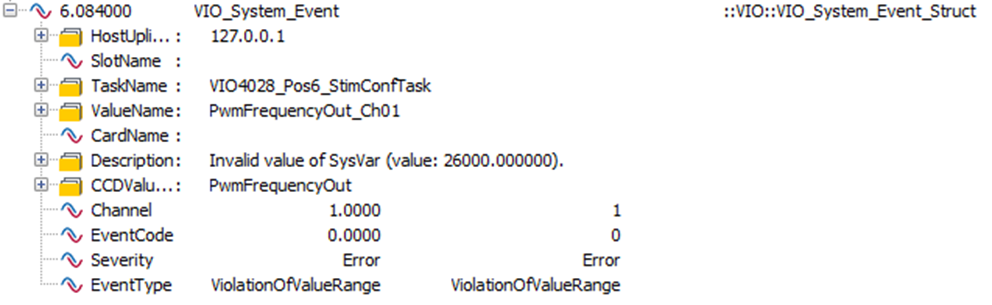 6.084000 VIO_System_Event ::VIO::VIO_System_Event_Struct
HostUpli... : 127.0.0.1
SlotName :
TaskName : VIO4028_Pos6_StimConfTask
ValueName: PwmFrequencyOut_Ch01
CardName :
Description: Invalid value of SysVar (value: 26000.000000).
CCDValu...: PwmFrequencyOut
Channel 1.0000 1
EventCode 0.0000 0
Severity Error Error
EventType ViolationOfValueRange ViolationOfValueRange